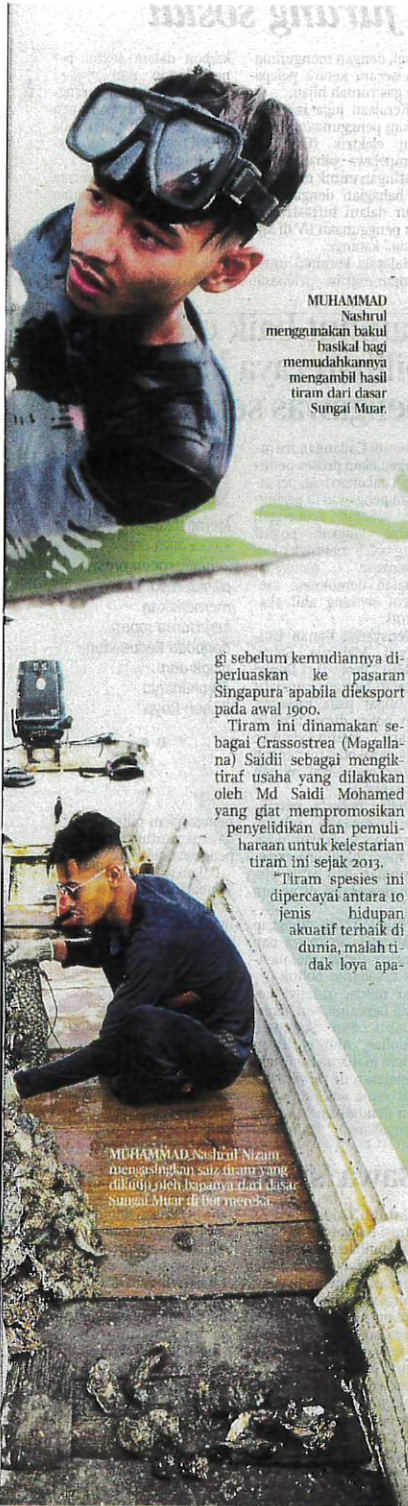 MUHAMMAD
Nashrul
menggunakan bakul
basikal bagi
memudahkannya
mengambil hasil
tiram dari dasar
Sungai Muar.
gi sebelum kemudiannya di-
perluaskan ke pasaran
Singapura apabila dieksport
pada awal 1900.
Tiram ini dinamakan se-
bagai Crassostrea (Magalla-
na) Saidii sebagai mengik-
tiraf usaha yang dilakukan
oleh Md Saidi Mohamed
yang giat mempromosikan
penyelidikan dan pemuli-
haraan untuk kelestarian
tiram ini sejak 2013.
"Tiram spesies ini
dipercayai antara 10
jenis hidupan
akuatif terbaik di
dunia, malah ti-
dak loya apa-
MUHAMMAD Nashrul Nizam
mengasingkan saiz tiram yang
dikutip oleh bapanya dari dasar
Sungai Muar di bot mereka.